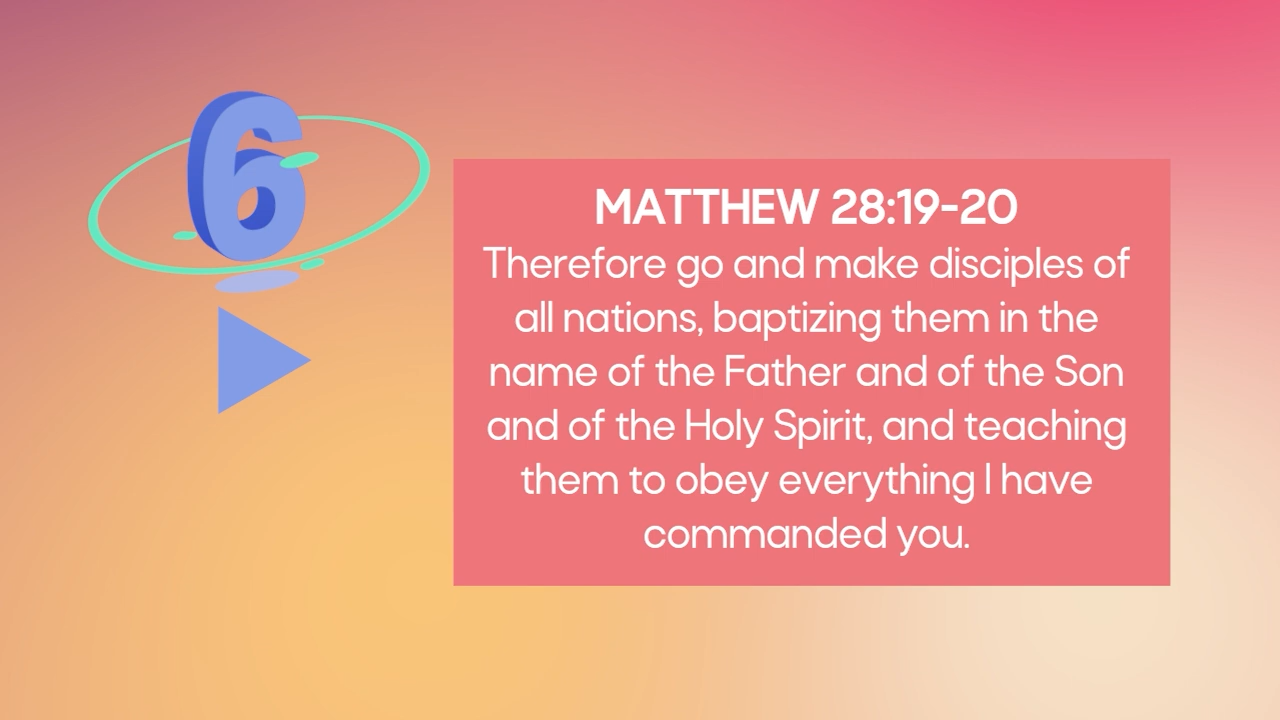 6
MATTHEW 28:19-20
Therefore go and make disciples of
all nations, baptizing them in the
name of the Father and of the Son
and of the Holy Spirit, and teaching
them to obey everything I have
commanded you.